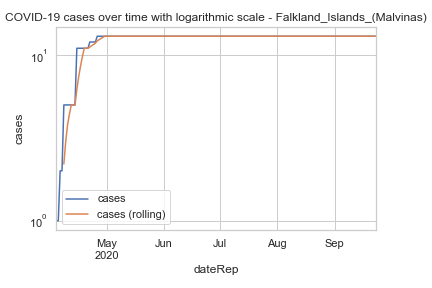 COVID-19 cases over time with logarithmic scale - Falkland_Islands_(Malvinas)
10¹
cases
cases
cases (rolling)
10⁰
May
2020
Jun
Jul
Aug
Sep
dateRep